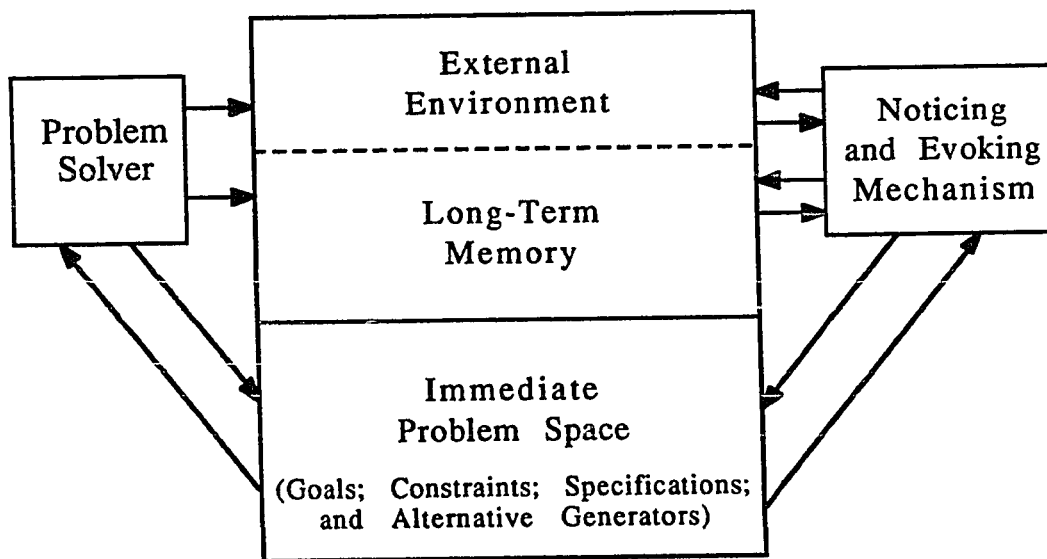 Problem
Solver
External
Environment
Long-Term
Memory
Immediate
Problem Space
(Goals; Constraints; Specifications;
and Alternative Generators)
Noticing
and Evoking
Mechanism